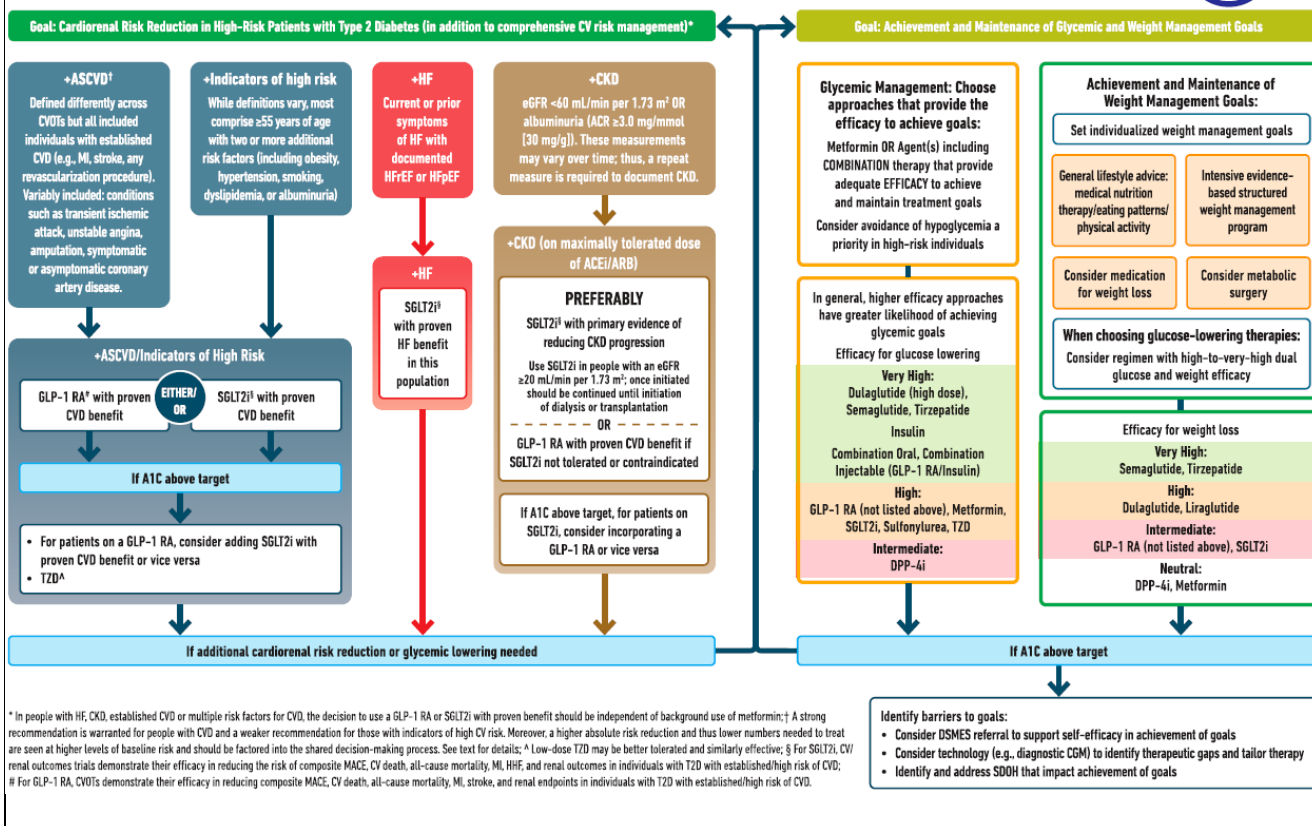 Goal: Cardiorenal Risk Reduction in High-Risk Patients with Type 2 Diabetes (in addition to comprehensive CV risk management)*
+ASCVD†
Defined differently across
CVOTs but all included
individuals with established
CVD (e.g., MI, stroke, any
revascularization procedure).
Variably included: conditions
such as transient ischemic
attack, unstable angina,
amputation, symptomatic
or asymptomatic coronary
artery disease.
+Indicators of high risk
While definitions vary, most
comprise ≥55 years of age
with two or more additional
risk factors (including obesity,
hypertension, smoking,
dyslipidemia, or albuminuria)
+HF
Current or prior
symptoms
of HF with
documented
HFrEF or HFpEF
+CKD
eGFR <60 mL/min per 1.73 m² OR
albuminuria (ACR ≥3.0 mg/mmol
[30 mg/g]). These measurements
may vary over time; thus, a repeat
measure is required to document CKD.
+ASCVD/Indicators of High Risk
GLP-1 RA# with proven
CVD benefit
EITHER/
OR
SGLT2i§ with proven
CVD benefit
If A1C above target
• For patients on a GLP-1 RA, consider adding SGLT2i with
proven CVD benefit or vice versa
• TZD^
+HF
SGLT2i§
with proven
HF benefit
in this
population
+CKD (on maximally tolerated dose
of ACEi/ARB)
PREFERABLY
SGLT2i§ with primary evidence of
reducing CKD progression
Use SGLT2i in people with an eGFR
≥20 mL/min per 1.73 m²; once initiated
should be continued until initiation
of dialysis or transplantation
OR
GLP-1 RA with proven CVD benefit if
SGLT2i not tolerated or contraindicated
If A1C above target, for patients on
SGLT2i, consider incorporating a
GLP-1 RA or vice versa
If additional cardiorenal risk reduction or glycemic lowering needed
Goal: Achievement and Maintenance of Glycemic and Weight Management Goals
Glycemic Management: Choose
approaches that provide the
efficacy to achieve goals:
Metformin OR Agent(s) including
COMBINATION therapy that provide
adequate EFFICACY to achieve
and maintain treatment goals
Consider avoidance of hypoglycemia a
priority in high-risk individuals
In general, higher efficacy approaches
have greater likelihood of achieving
glycemic goals
Efficacy for glucose lowering
Very High:
Dulaglutide (high dose),
Semaglutide, Tirzepatide
Insulin
Combination Oral, Combination
Injectable (GLP-1 RA/Insulin)
High:
GLP-1 RA (not listed above), Metformin,
SGLT2i, Sulfonylurea, TZD
Intermediate:
DPP-4i
Achievement and Maintenance of
Weight Management Goals:
Set individualized weight management goals
General lifestyle advice:
medical nutrition
therapy/eating patterns/
physical activity
Intensive evidence-
based structured
weight management
program
Consider medication
for weight loss
Consider metabolic
surgery
When choosing glucose-lowering therapies:
Consider regimen with high-to-very-high dual
glucose and weight efficacy
Efficacy for weight loss
Very High:
Semaglutide, Tirzepatide
High:
Dulaglutide, Liraglutide
Intermediate:
GLP-1 RA (not listed above), SGLT2i
Neutral:
DPP-4i, Metformin
If A1C above target
Identify barriers to goals:
• Consider DSMES referral to support self-efficacy in achievement of goals
• Consider technology (e.g., diagnostic CGM) to identify therapeutic gaps and tailor therapy
• Identify and address SDOH that impact achievement of goals
* In people with HF, CKD, established CVD or multiple risk factors for CVD, the decision to use a GLP-1 RA or SGLT2i with proven benefit should be independent of background use of metformin;† A strong
recommendation is warranted for people with CVD and a weaker recommendation for those with indicators of high CV risk. Moreover, a higher absolute risk reduction and thus lower numbers needed to treat
are seen at higher levels of baseline risk and should be factored into the shared decision-making process. See text for details; ^ Low-dose TZD may be better tolerated and similarly effective; § For SGLT2i, CV/
renal outcomes trials demonstrate their efficacy in reducing the risk of composite MACE, CV death, all-cause mortality, MI, HHF, and renal outcomes in individuals with T2D with established/high risk of CVD;
# For GLP-1 RA, CVOTs demonstrate their efficacy in reducing composite MACE, CV death, all-cause mortality, MI, stroke, and renal endpoints in individuals with T2D with established/high risk of CVD.